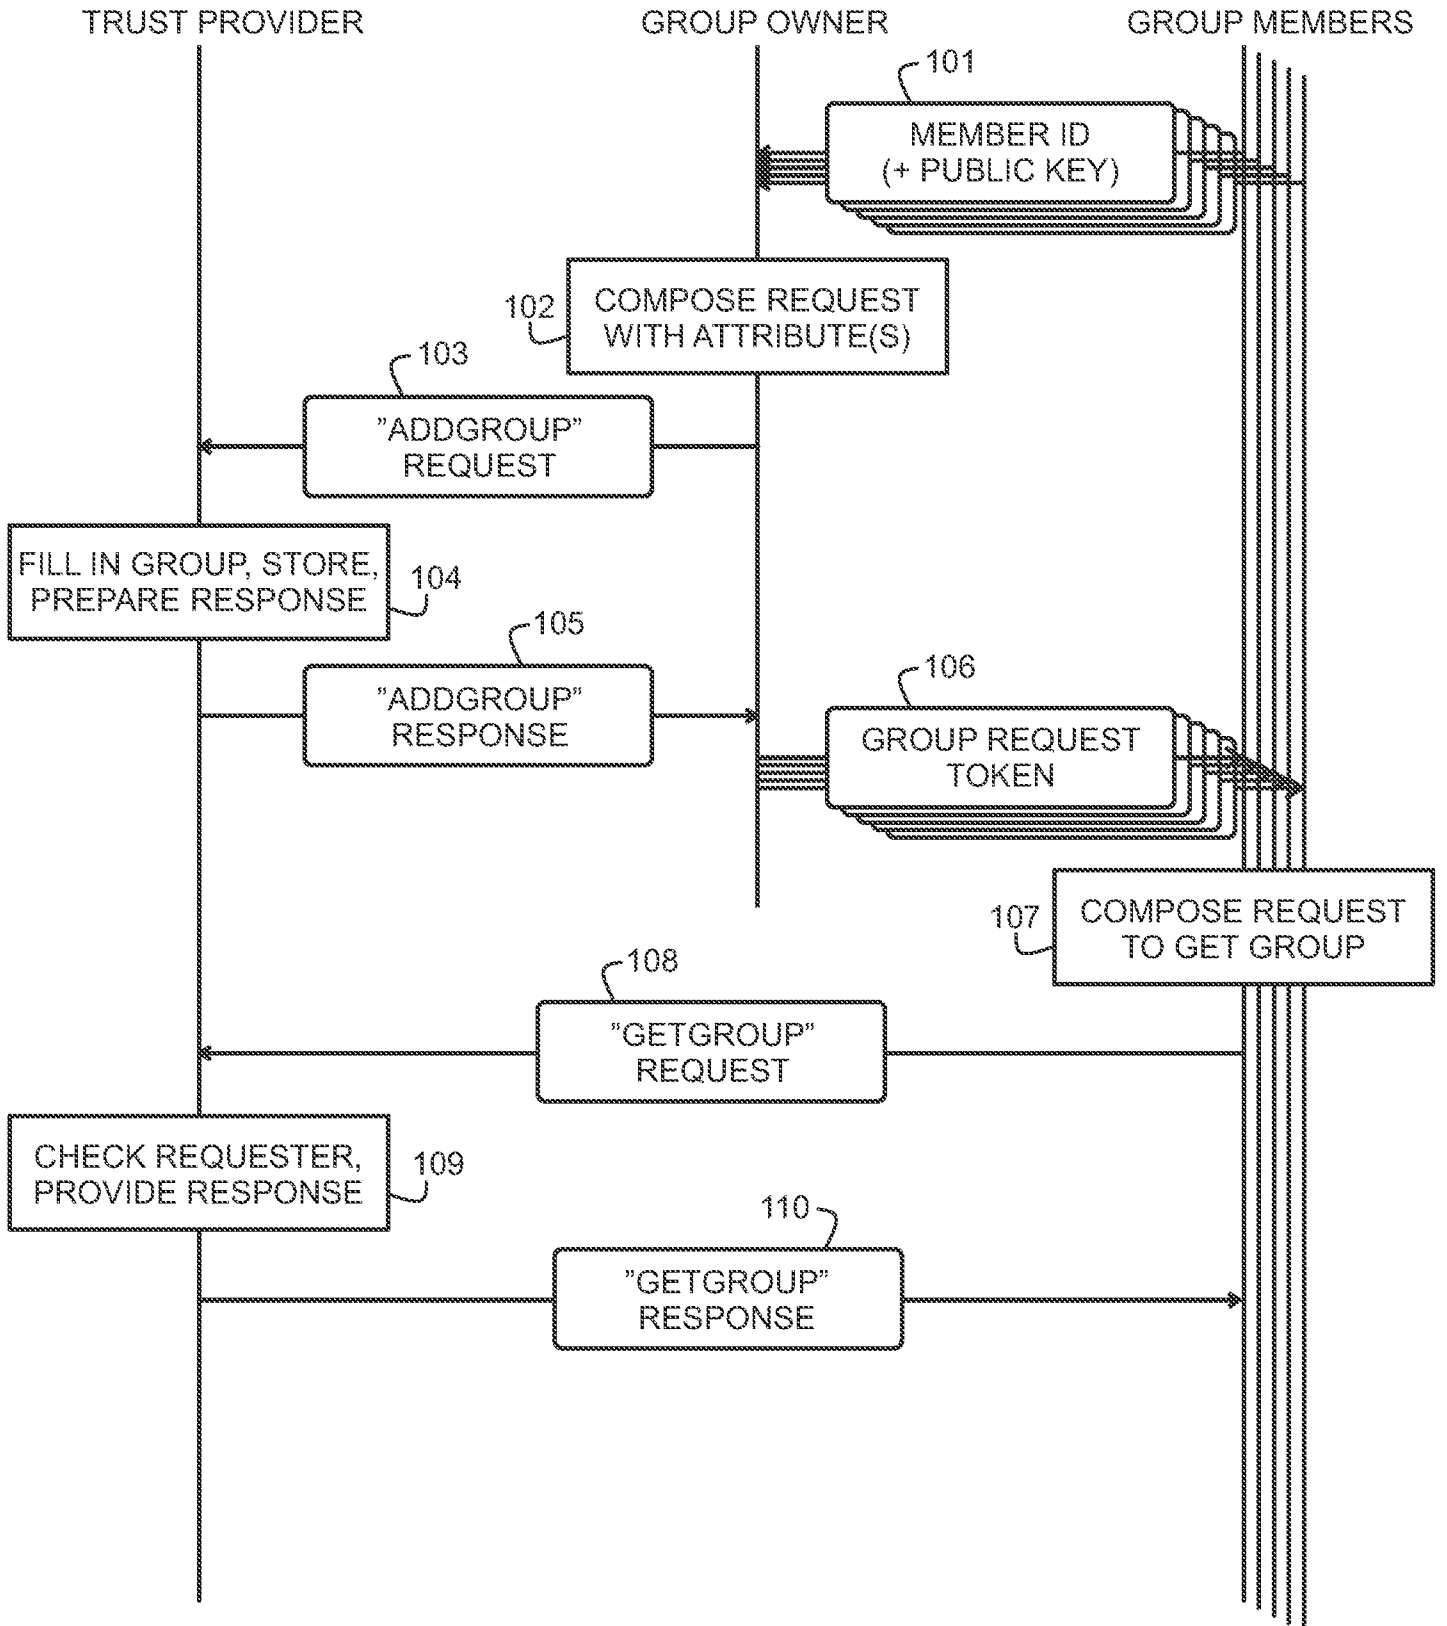 TRUST PROVIDER
GROUP OWNER
GROUP MEMBERS
101
MEMBER ID
(+ PUBLIC KEY)
102
COMPOSE REQUEST
WITH ATTRIBUTE(S)
103
”ADDGROUP”
REQUEST
FILL IN GROUP, STORE,
PREPARE RESPONSE
104
105
”ADDGROUP”
RESPONSE
106
GROUP REQUEST
TOKEN
107
COMPOSE REQUEST
TO GET GROUP
108
”GETGROUP”
REQUEST
CHECK REQUESTER,
PROVIDE RESPONSE
109
110
”GETGROUP”
RESPONSE